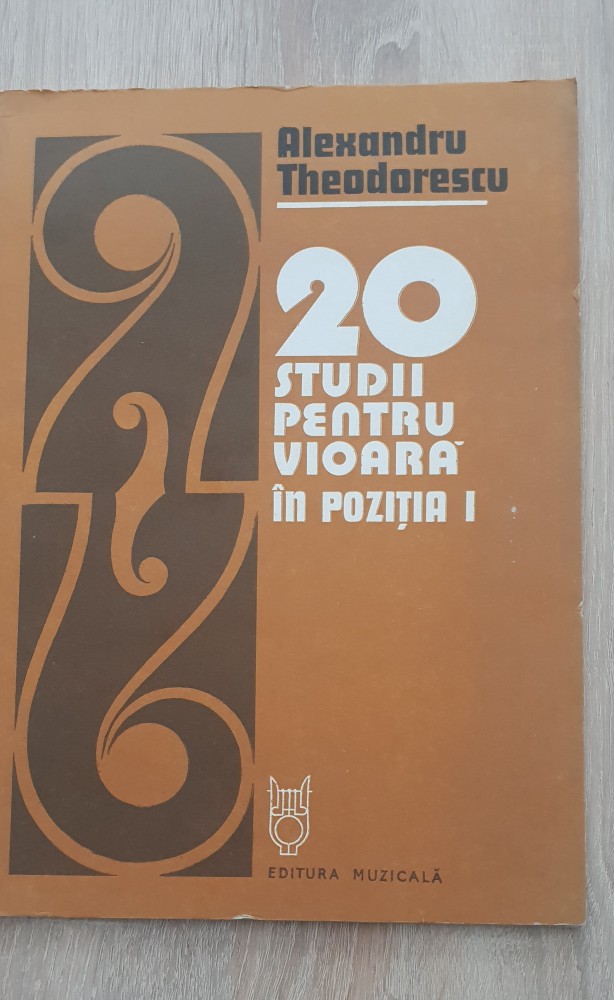 Alexandru
Theodorescu
20
STUDII
PENTRU
VIOARĂ
ÎN POZIȚIA I
EDITURA MUZICALĂ